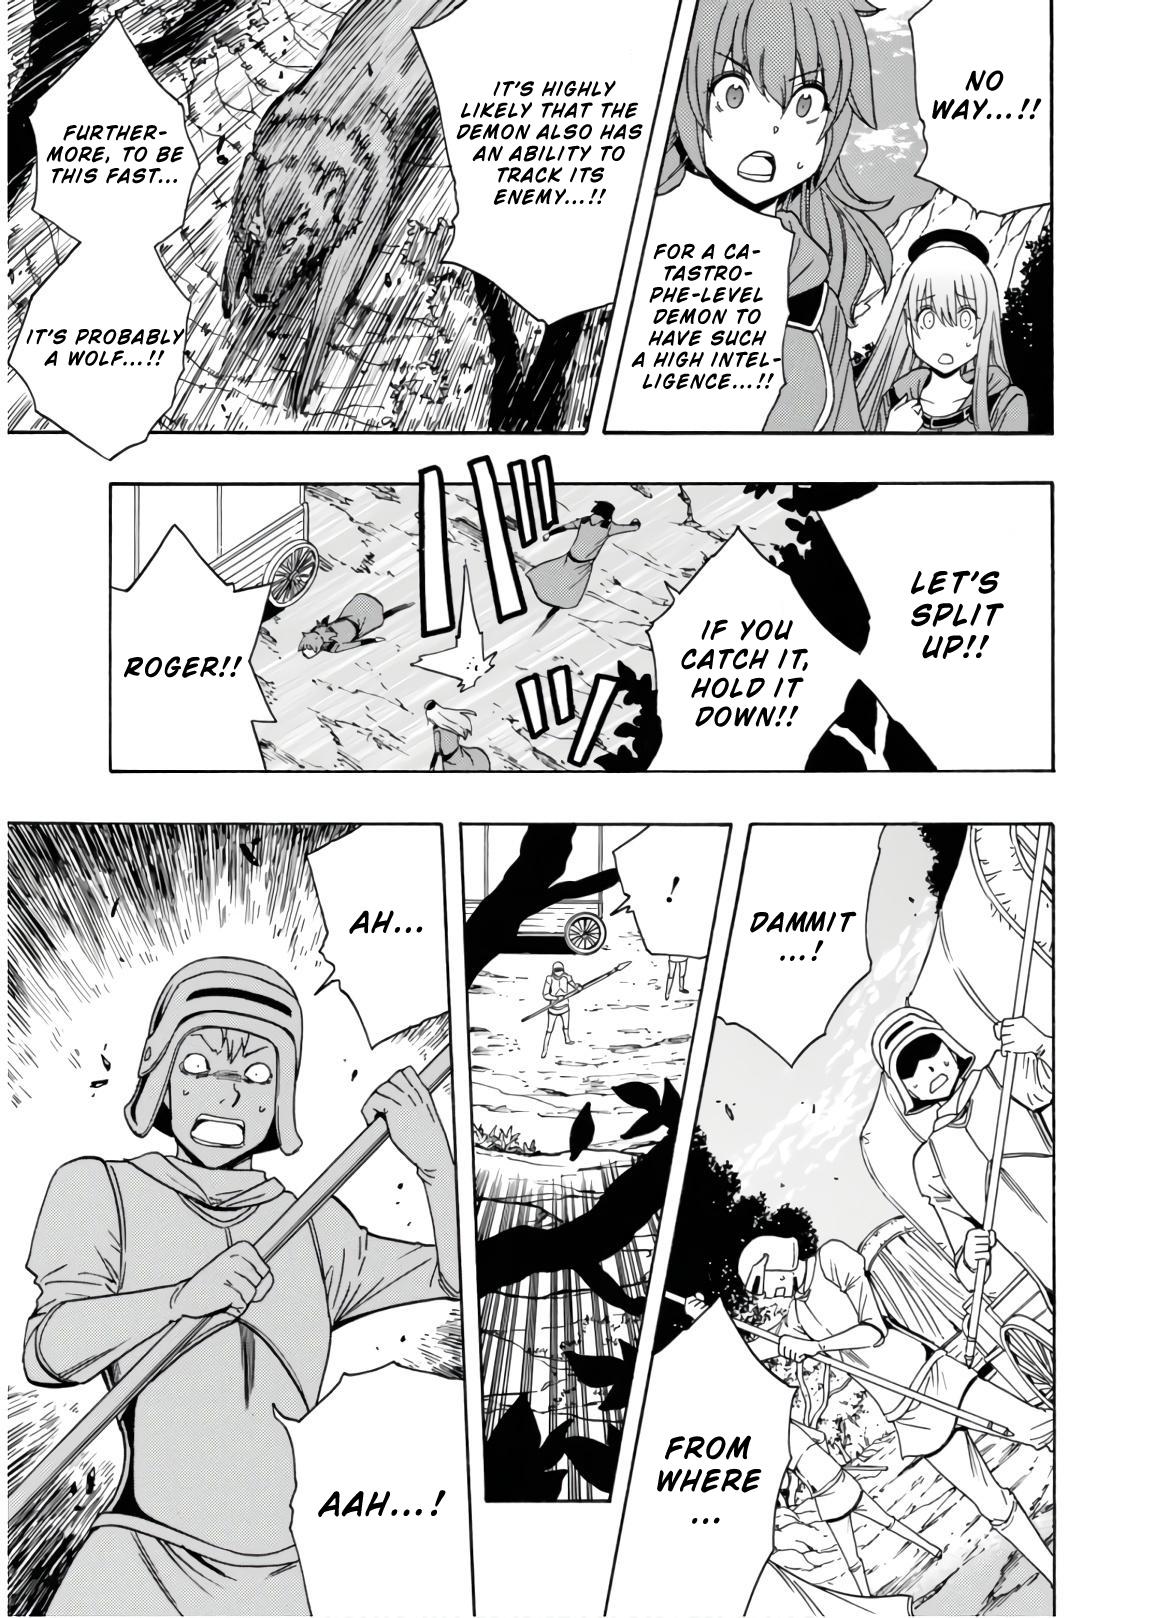 NO
WAY...!!
FOR A CA-
TASTRO-
PHE-LEVEL
DEMON TO
HAVE SUCH
A HIGH INTEL-
LIGENCE...!!
IT'S HIGHLY
LIKELY THAT THE
DEMON ALSO HAS
AN ABILITY TO
TRACK ITS
ENEMY...!!
FURTHER-
MORE, TO BE
THIS FAST...
IT'S PROBABLY
A WOLF...!!
LET'S
SPLIT
UP!!
IF YOU
CATCH IT,
HOLD IT
DOWN!!
ROGER!!
DAMMIT
...!
FROM
WHERE
...
!
AH...
AAH...!